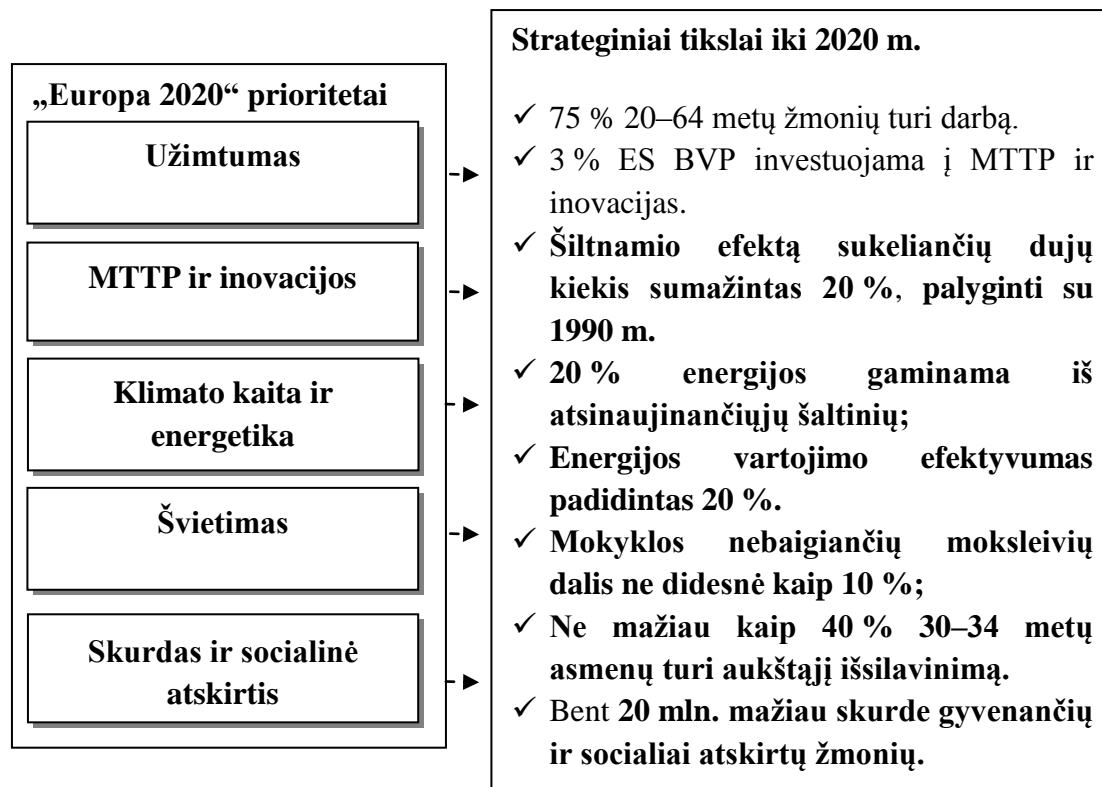 „Europa 2020“ prioritetai
Užimtumas
MTTP ir inovacijos
Klimato kaita ir
energetika
Švietimas
Skurdas ir socialinė
atskirtis
Strateginiai tikslai iki 2020 m.
✓ 75 % 20–64 metų žmonių turi darbą.
✓ 3 % ES BVP investuojama į MTTP ir
inovacijas.
✓ Šiltnamio efektą sukeliančių dujų
kiekis sumažintas 20 %, palyginti su
1990 m.
✓ 20 % energijos gaminama iš
atsinaujinančiųjų šaltinių;
✓ Energijos vartojimo efektyvumas
padidintas 20 %.
✓ Mokyklos nebaigiančių moksleivių
dalis ne didesnė kaip 10 %;
✓ Ne mažiau kaip 40 % 30–34 metų
asmenų turi aukštąjį išsilavinimą.
✓ Bent 20 mln. mažiau skurde gyvenančių
ir socialiai atskirtų žmonių.